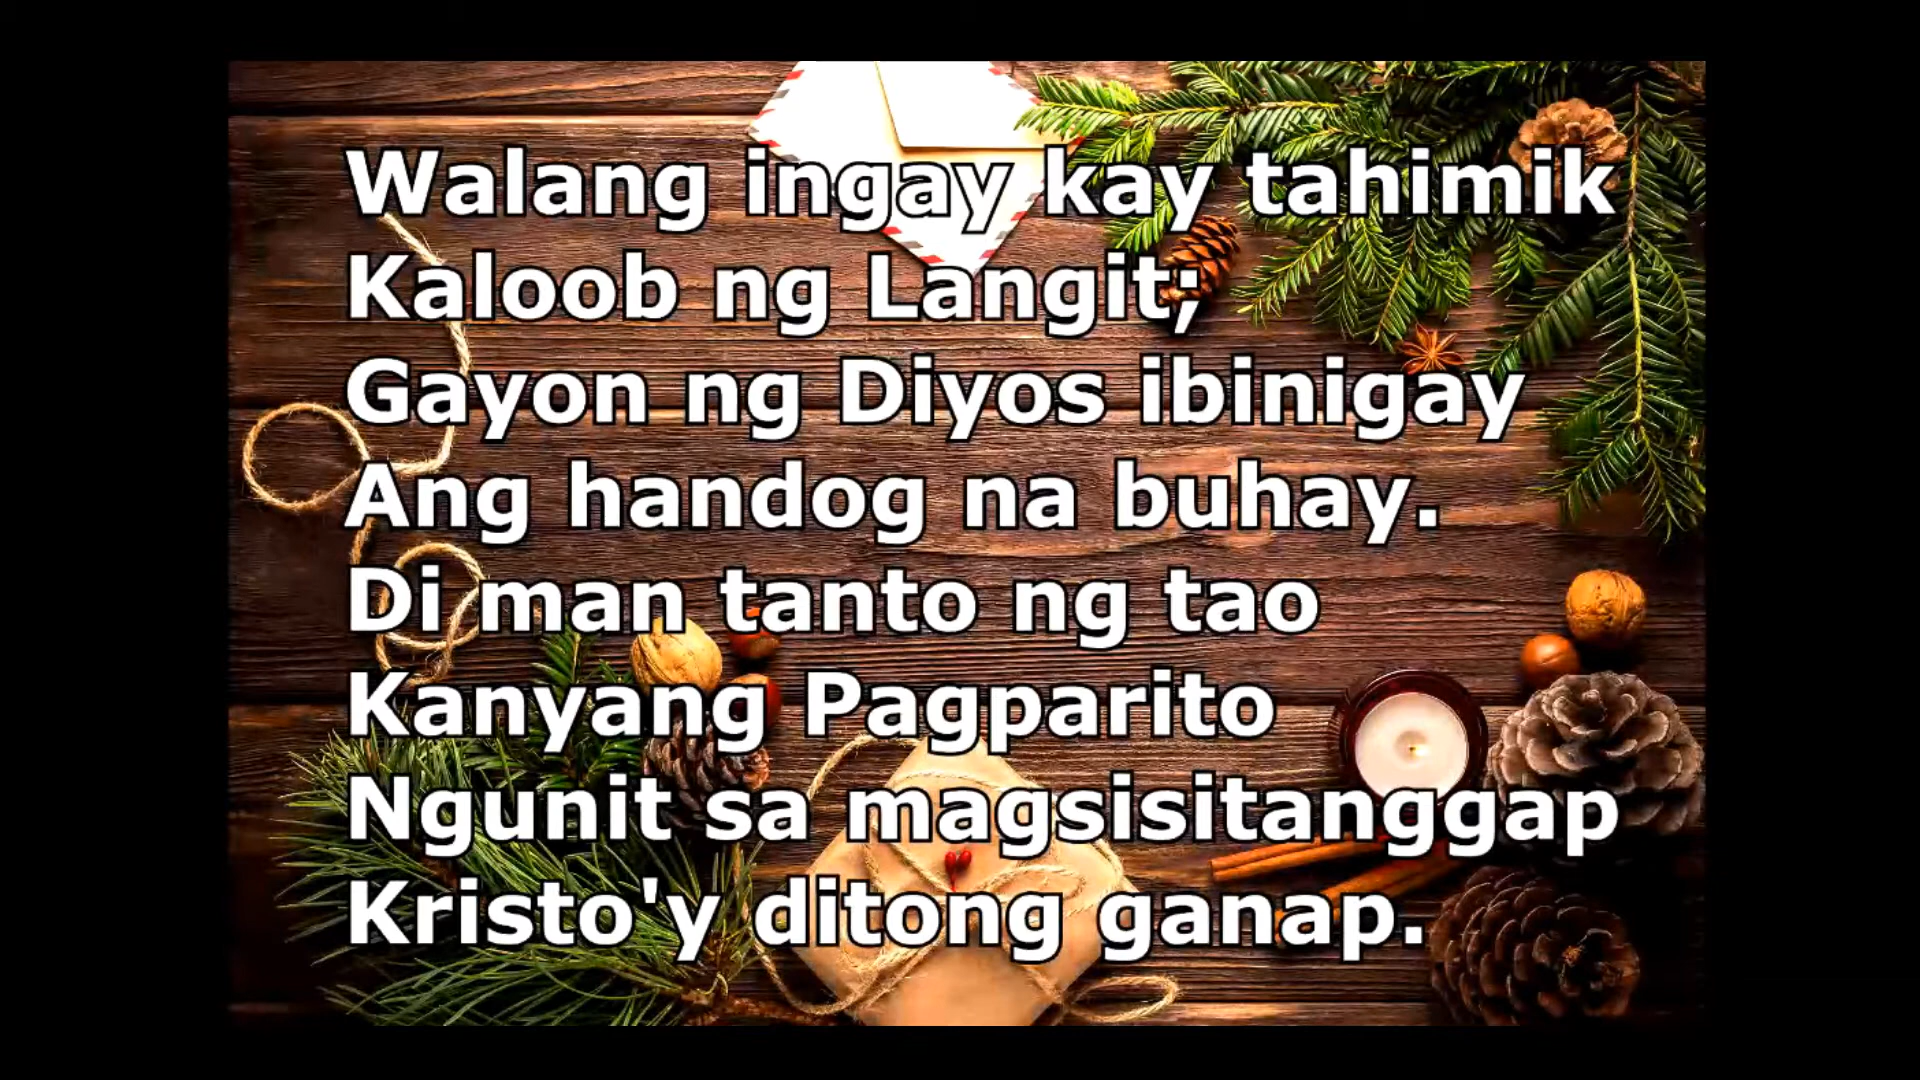 Walang ingay kay tahimik
Kaloob ng Langit;
Gayon ng Diyos ibinigay
Ang handog na buhay.
Di man tanto ng tao
Kanyang Pagparito
Ngunit sa magsisitanggap
Kristo'y ditong ganap.